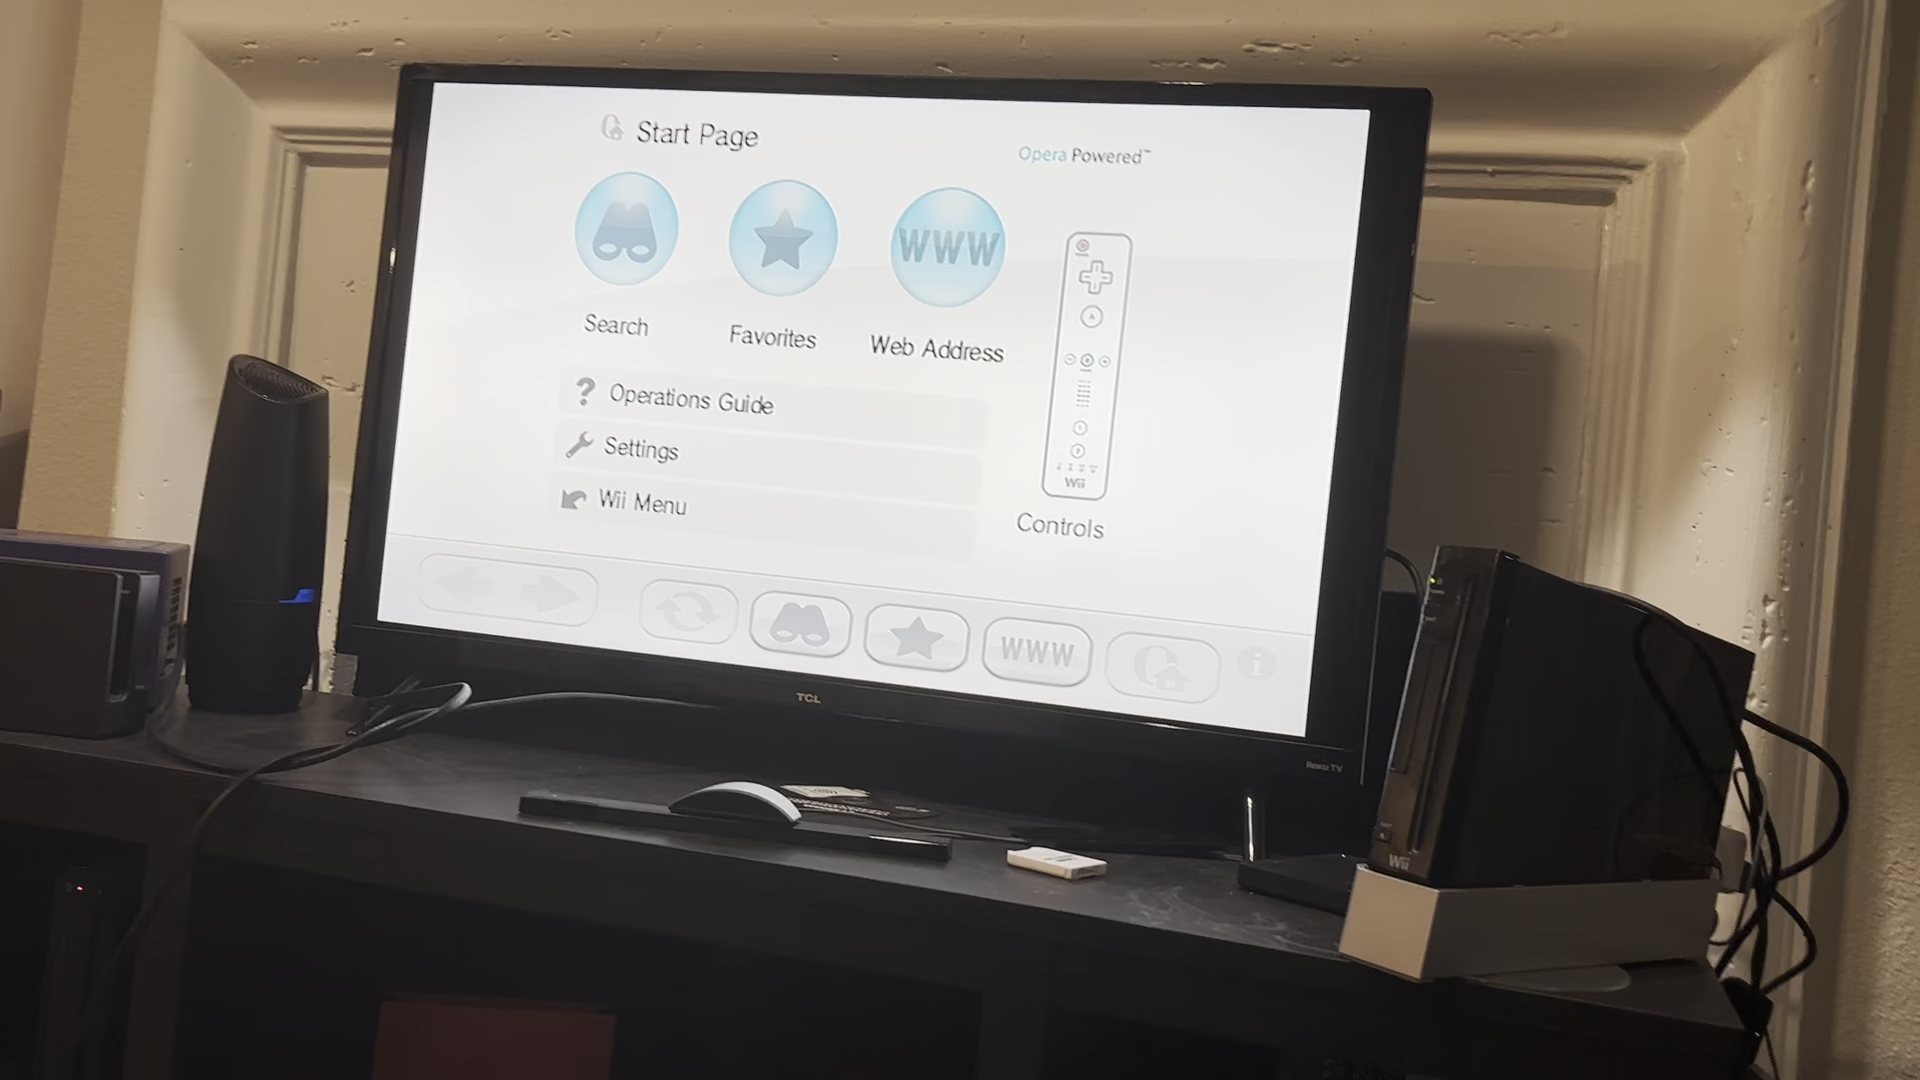 Start Page
Opera Powered™
WWW
Search
Favorites
Web Address
? Operations Guide
Settings
Wii Menu
Wii
Controls
WWW
TCL
Roku TV
Wii